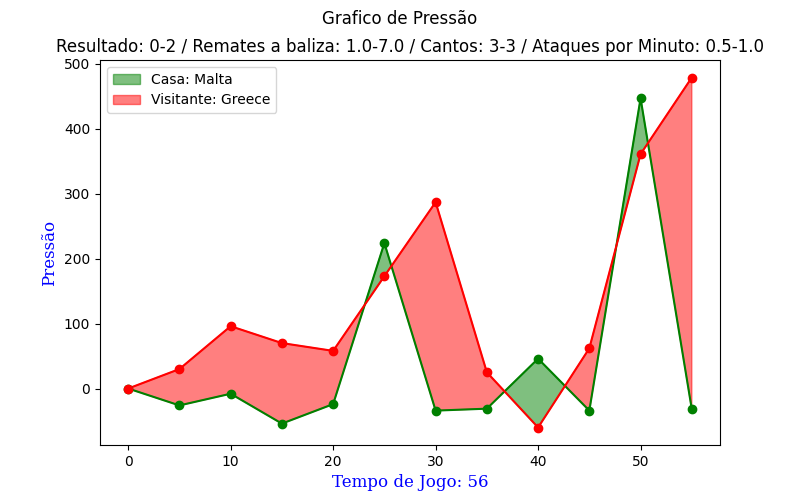 Grafico de Pressão
Resultado: 0-2 / Remates a baliza: 1.0-7.0 / Cantos: 3-3 / Ataques por Minuto: 0.5-1.0
Casa: Malta
Visitante: Greece
Pressão
500
400
300
200
100
0
0 10 20 30 40 50
Tempo de Jogo: 56